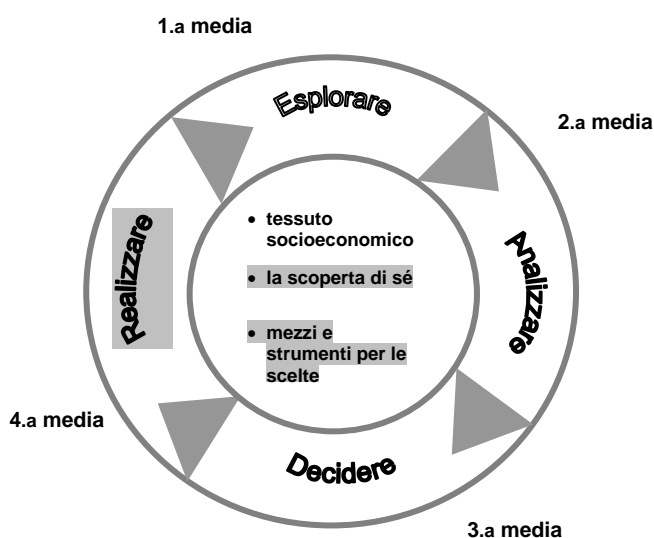 1.a media
Esplorare
2.a media
• tessuto
socioeconomico
• la scoperta di sé
• mezzi e
strumenti per le
scelte
Realizzare
Analizzare
4.a media
Decidere
3.a media